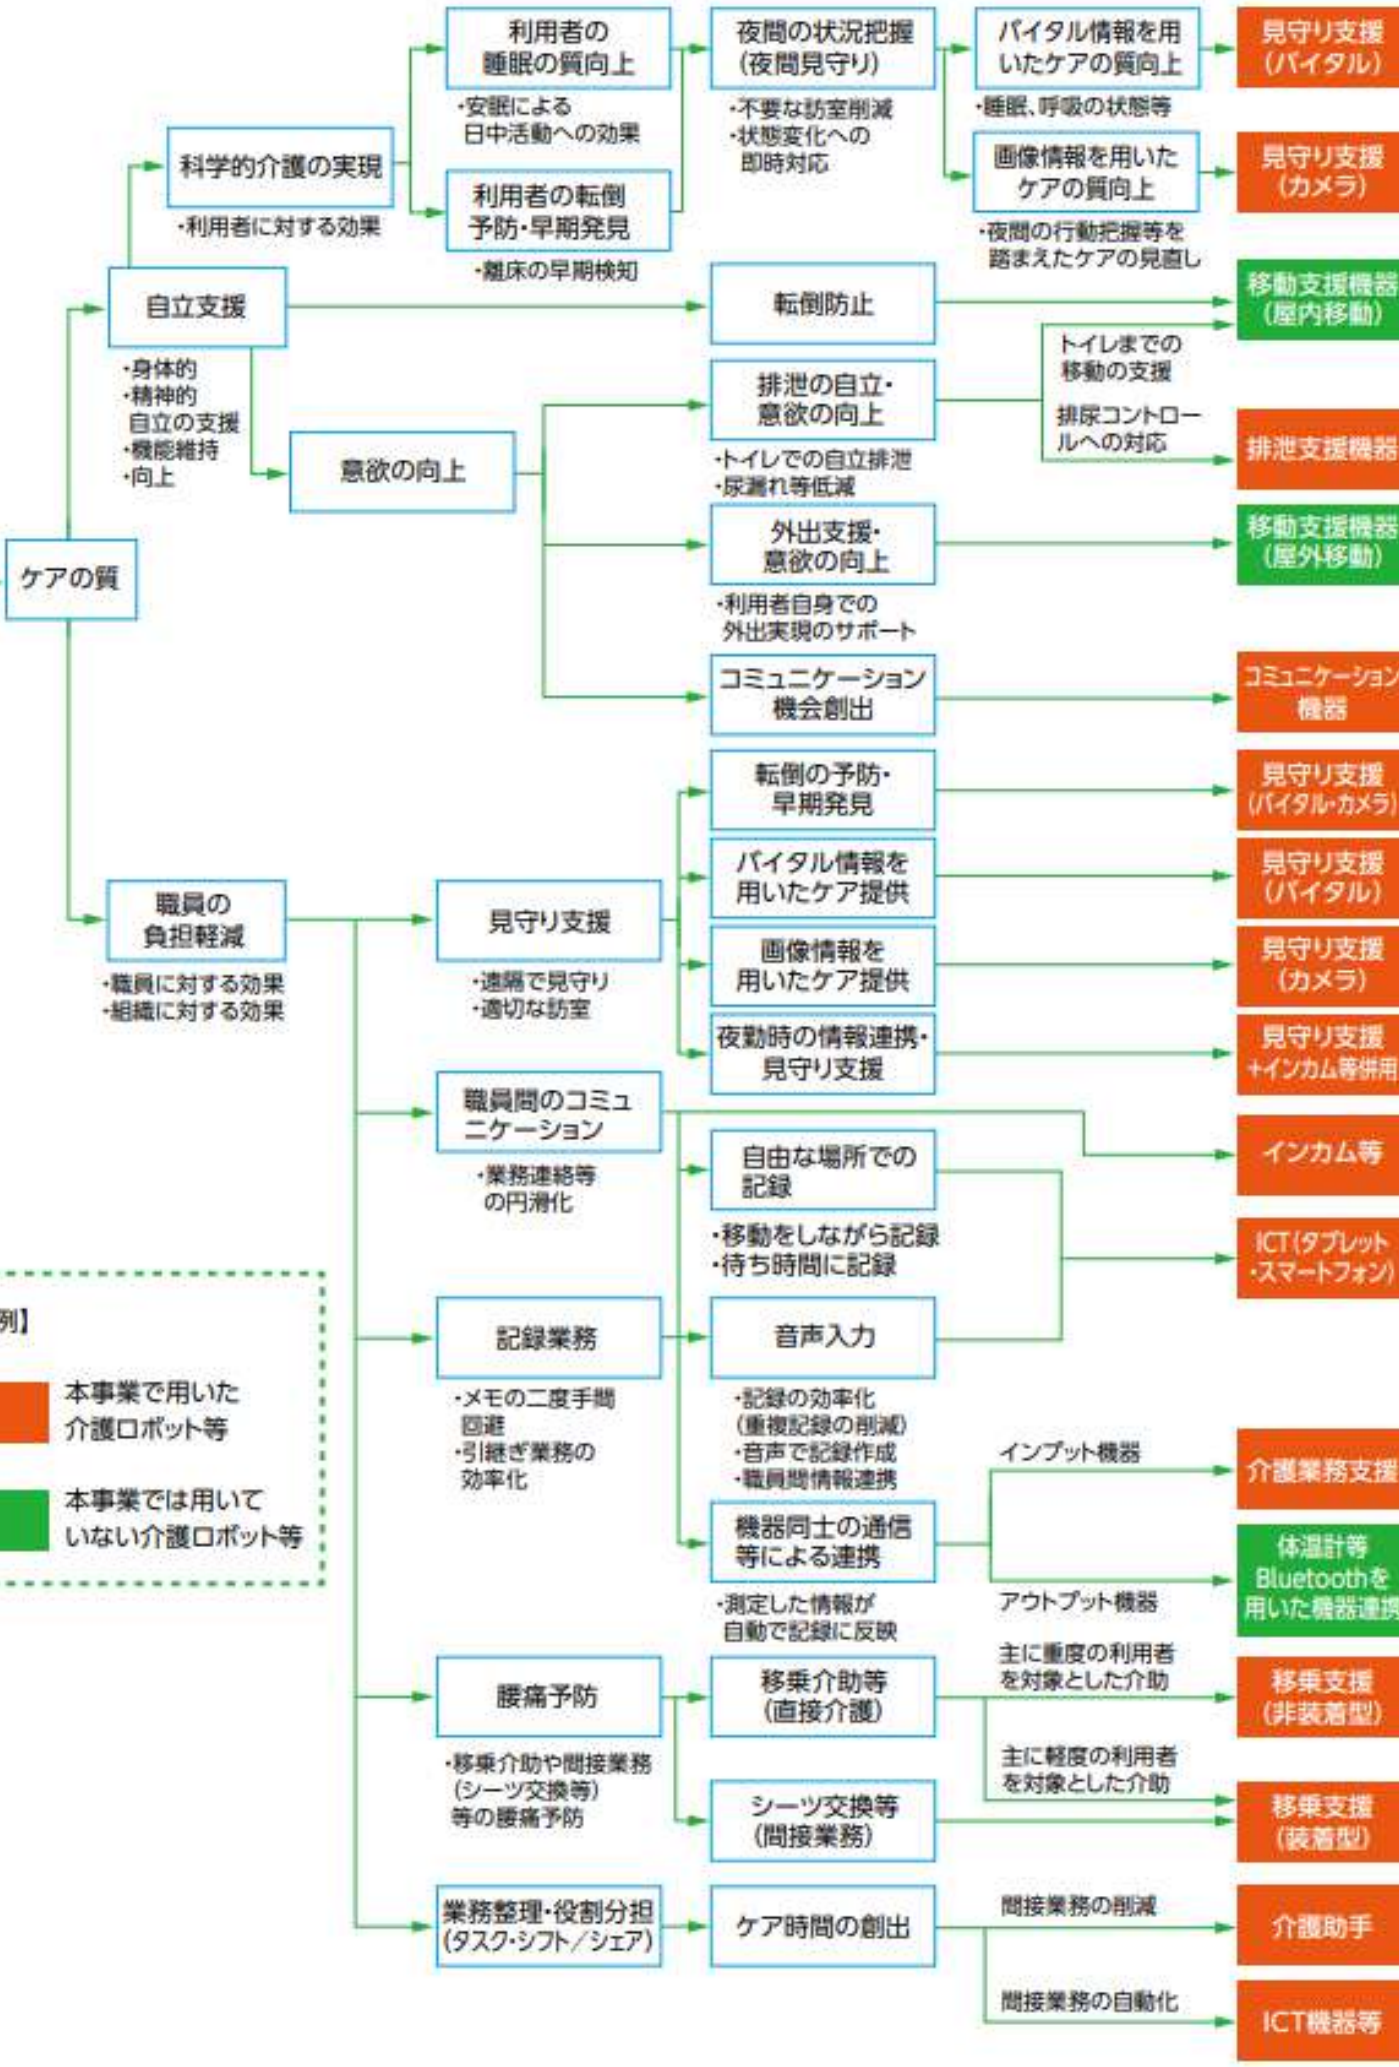 利用者の
睡眠の質向上
・安眠による
日中活動への効果
夜間の状況把握
(夜間見守り)
・不要な訪室削減
・状態変化への
即時対応
バイタル情報を用
いたケアの質向上
・睡眠、呼吸の状態等
見守り支援
(バイタル)
科学的介護の実現
・利用者に対する効果
利用者の転倒
予防・早期発見
・離床の早期検知
画像情報を用いた
ケアの質向上
・夜間の行動把握等を
踏まえたケアの見直し
見守り支援
(カメラ)
自立支援
・身体的
・精神的
自立の支援
・機能維持
・向上
転倒防止
移動支援機器
(屋内移動)
意欲の向上
排泄の自立・
意欲の向上
・トイレでの自立排泄
・尿漏れ等低減
トイレまでの
移動の支援
排尿コントロー
ルへの対応
排泄支援機器
外出支援・
意欲の向上
・利用者自身での
外出実現のサポート
移動支援機器
(屋外移動)
ケアの質
コミュニケーション
機会創出
コミュニケーション
機器
職員の
負担軽減
・職員に対する効果
・組織に対する効果
見守り支援
・遠隔で見守り
・適切な訪室
転倒の予防・
早期発見
見守り支援
(バイタル・カメラ)
バイタル情報を
用いたケア提供
見守り支援
(バイタル)
画像情報を
用いたケア提供
見守り支援
(カメラ)
夜勤時の情報連携・
見守り支援
見守り支援
+インカム等併用
職員間のコミュ
ニケーション
・業務連絡等
の円滑化
インカム等
自由な場所での
記録
・移動をしながら記録
・待ち時間に記録
ICT(タブレット
・スマートフォン)
記録業務
・メモの二度手間
回避
・引継ぎ業務の
効率化
音声入力
・記録の効率化
(重複記録の削減)
・音声で記録作成
・職員間情報連携
機器同士の通信
等による連携
・測定した情報が
自動で記録に反映
インプット機器
介護業務支援
アウトプット機器
体温計等
Bluetoothを
用いた機器連携
例】
本事業で用いた
介護ロボット等
本事業では用いて
いない介護ロボット等
腰痛予防
・移乗介助や間接業務
(シーツ交換等)
等の腰痛予防
移乗介助等
(直接介護)
主に重度の利用者
を対象とした介助
移乗支援
(非装着型)
主に軽度の利用者
を対象とした介助
シーツ交換等
(間接業務)
移乗支援
(装着型)
業務整理・役割分担
(タスク・シフト/シェア)
ケア時間の創出
間接業務の削減
介護助手
間接業務の自動化
ICT機器等